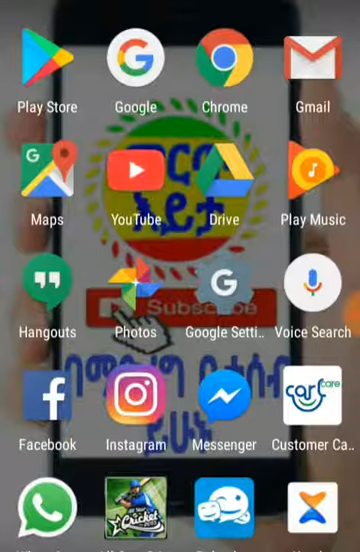 Play Store
Google
Chrome
Gmail
Maps
YouTube
Drive
Play Music
Hangouts
Photos
Google Setti..
Voice Search
Subscribe
Facebook
Instagram
Messenger
Customer Ca..
ይሁኑ